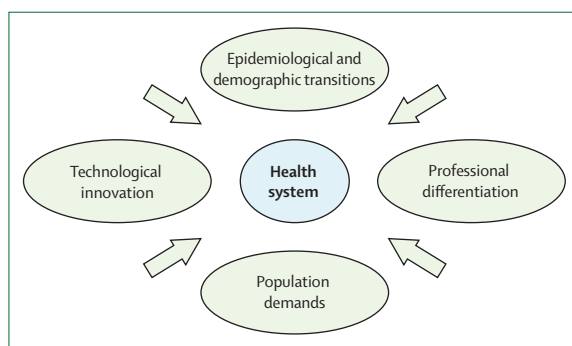 Epidemiological and
demographic transitions
Technological
innovation
Health
system
Professional
differentiation
Population
demands